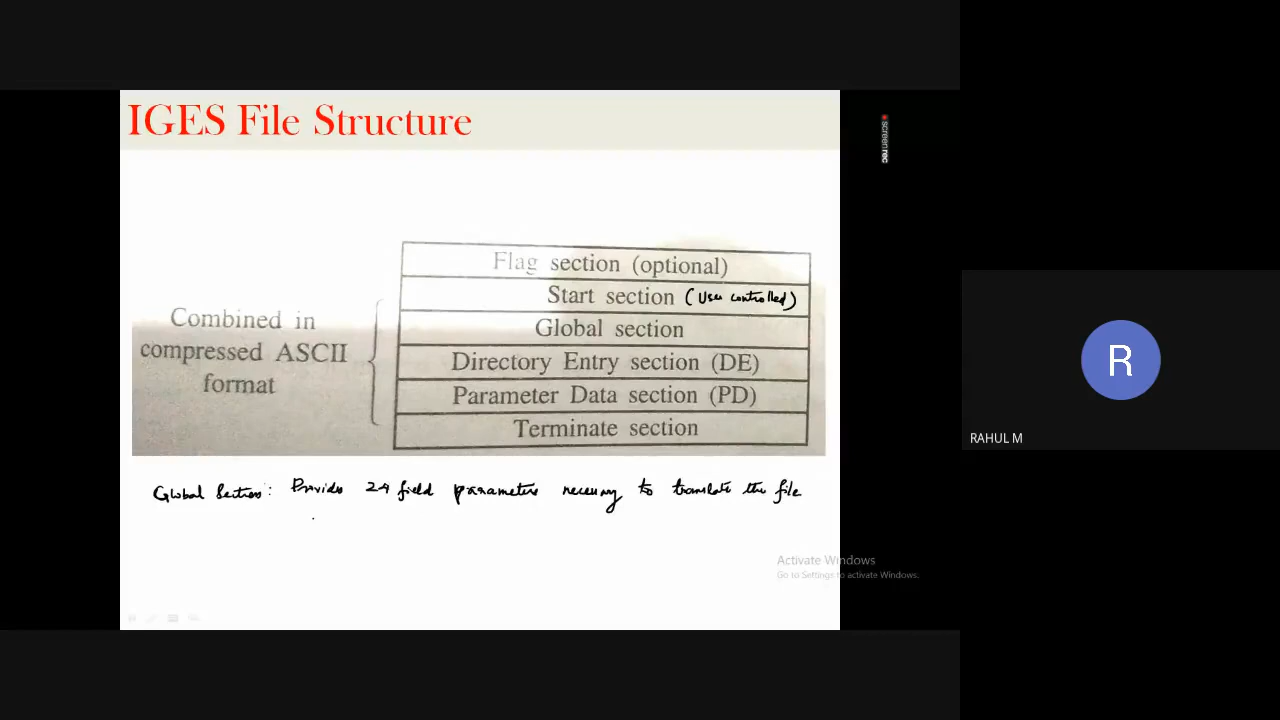 IGES File Structure
screenrec
Flag section (optional)
Start section (User controlled)
Global section
Combined in
compressed ASCII
format
Directory Entry section (DE)
Parameter Data section (PD)
Terminate section
Global Section: Provides 24 field parameters necessary to translate the file
Activate Windows
Go to Settings to activate Windows.
R
RAHUL M